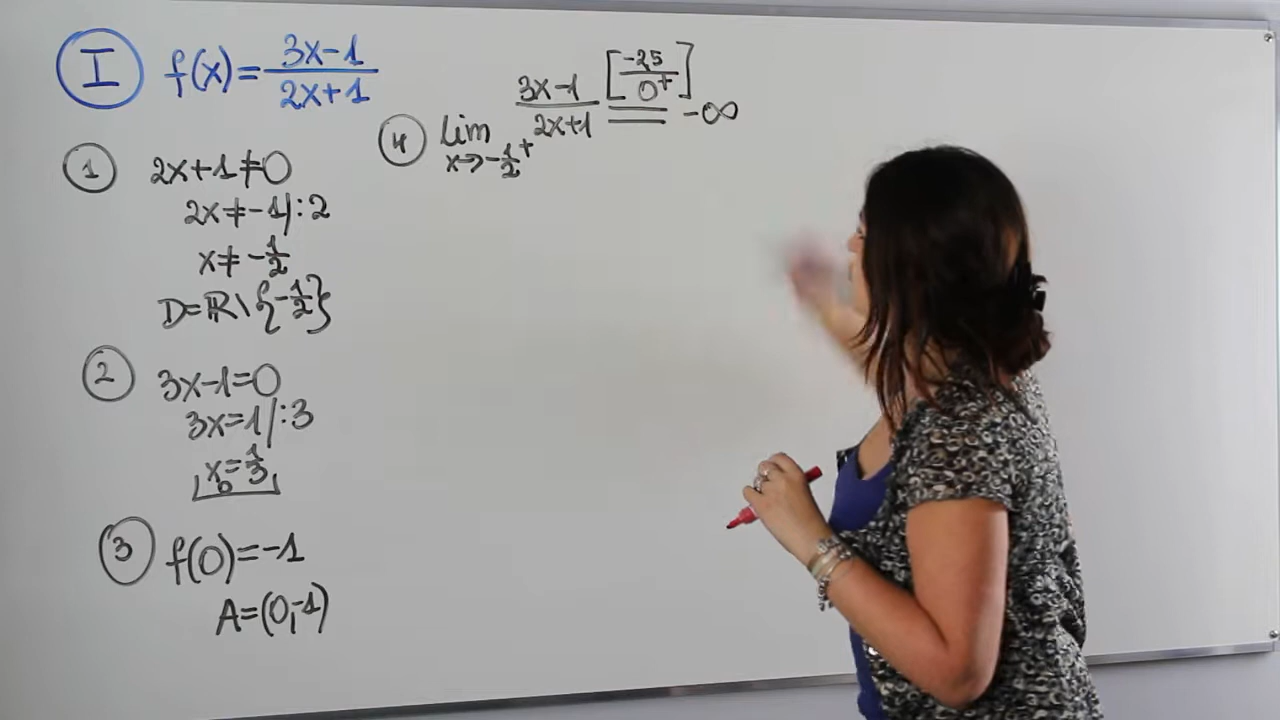 I f(x)=(3x-1)/(2x+1)
1 2x+1≠0
2x≠-1/:2
x≠-1/2
D=ℝ\{-1/2}
2 3x-1=0
3x=1/:3
x₀=1/3
3 f(0)=-1
A=(0,-1)
4 lim x→-1/2⁺ (3x-1)/(2x+1) [-25/0⁺] = -∞